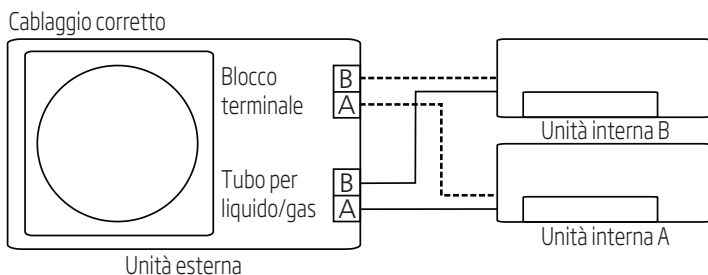 Cablaggio corretto
Blocco
terminale
B
A
Tubo per
liquido/gas
B
A
Unità esterna
Unità interna B
Unità interna A